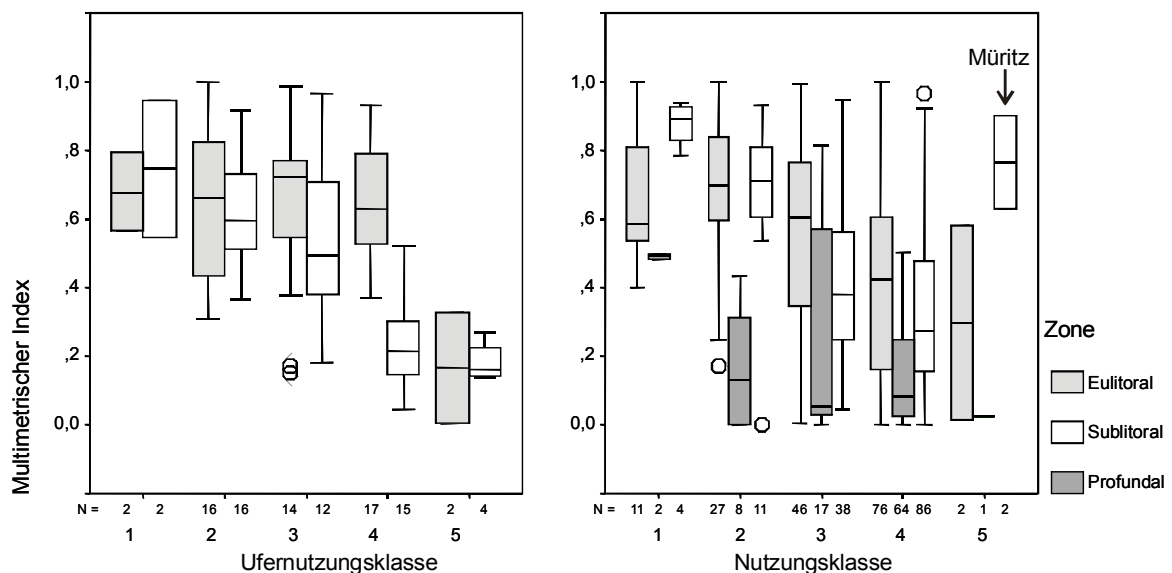 Multimetrischer Index
1,0
,8
,6
,4
,2
0,0
N = 2 2 16 16 14 12 17 15 2 4
1 2 3 4 5
Ufernutzungsklasse
Müritz
1,0
,8
,6
,4
,2
0,0
N = 11 2 4 27 8 11 46 17 38 76 64 86 2 1 2
1 2 3 4 5
Nutzungsklasse
Zone
Eulitoral
Sublitoral
Profundal